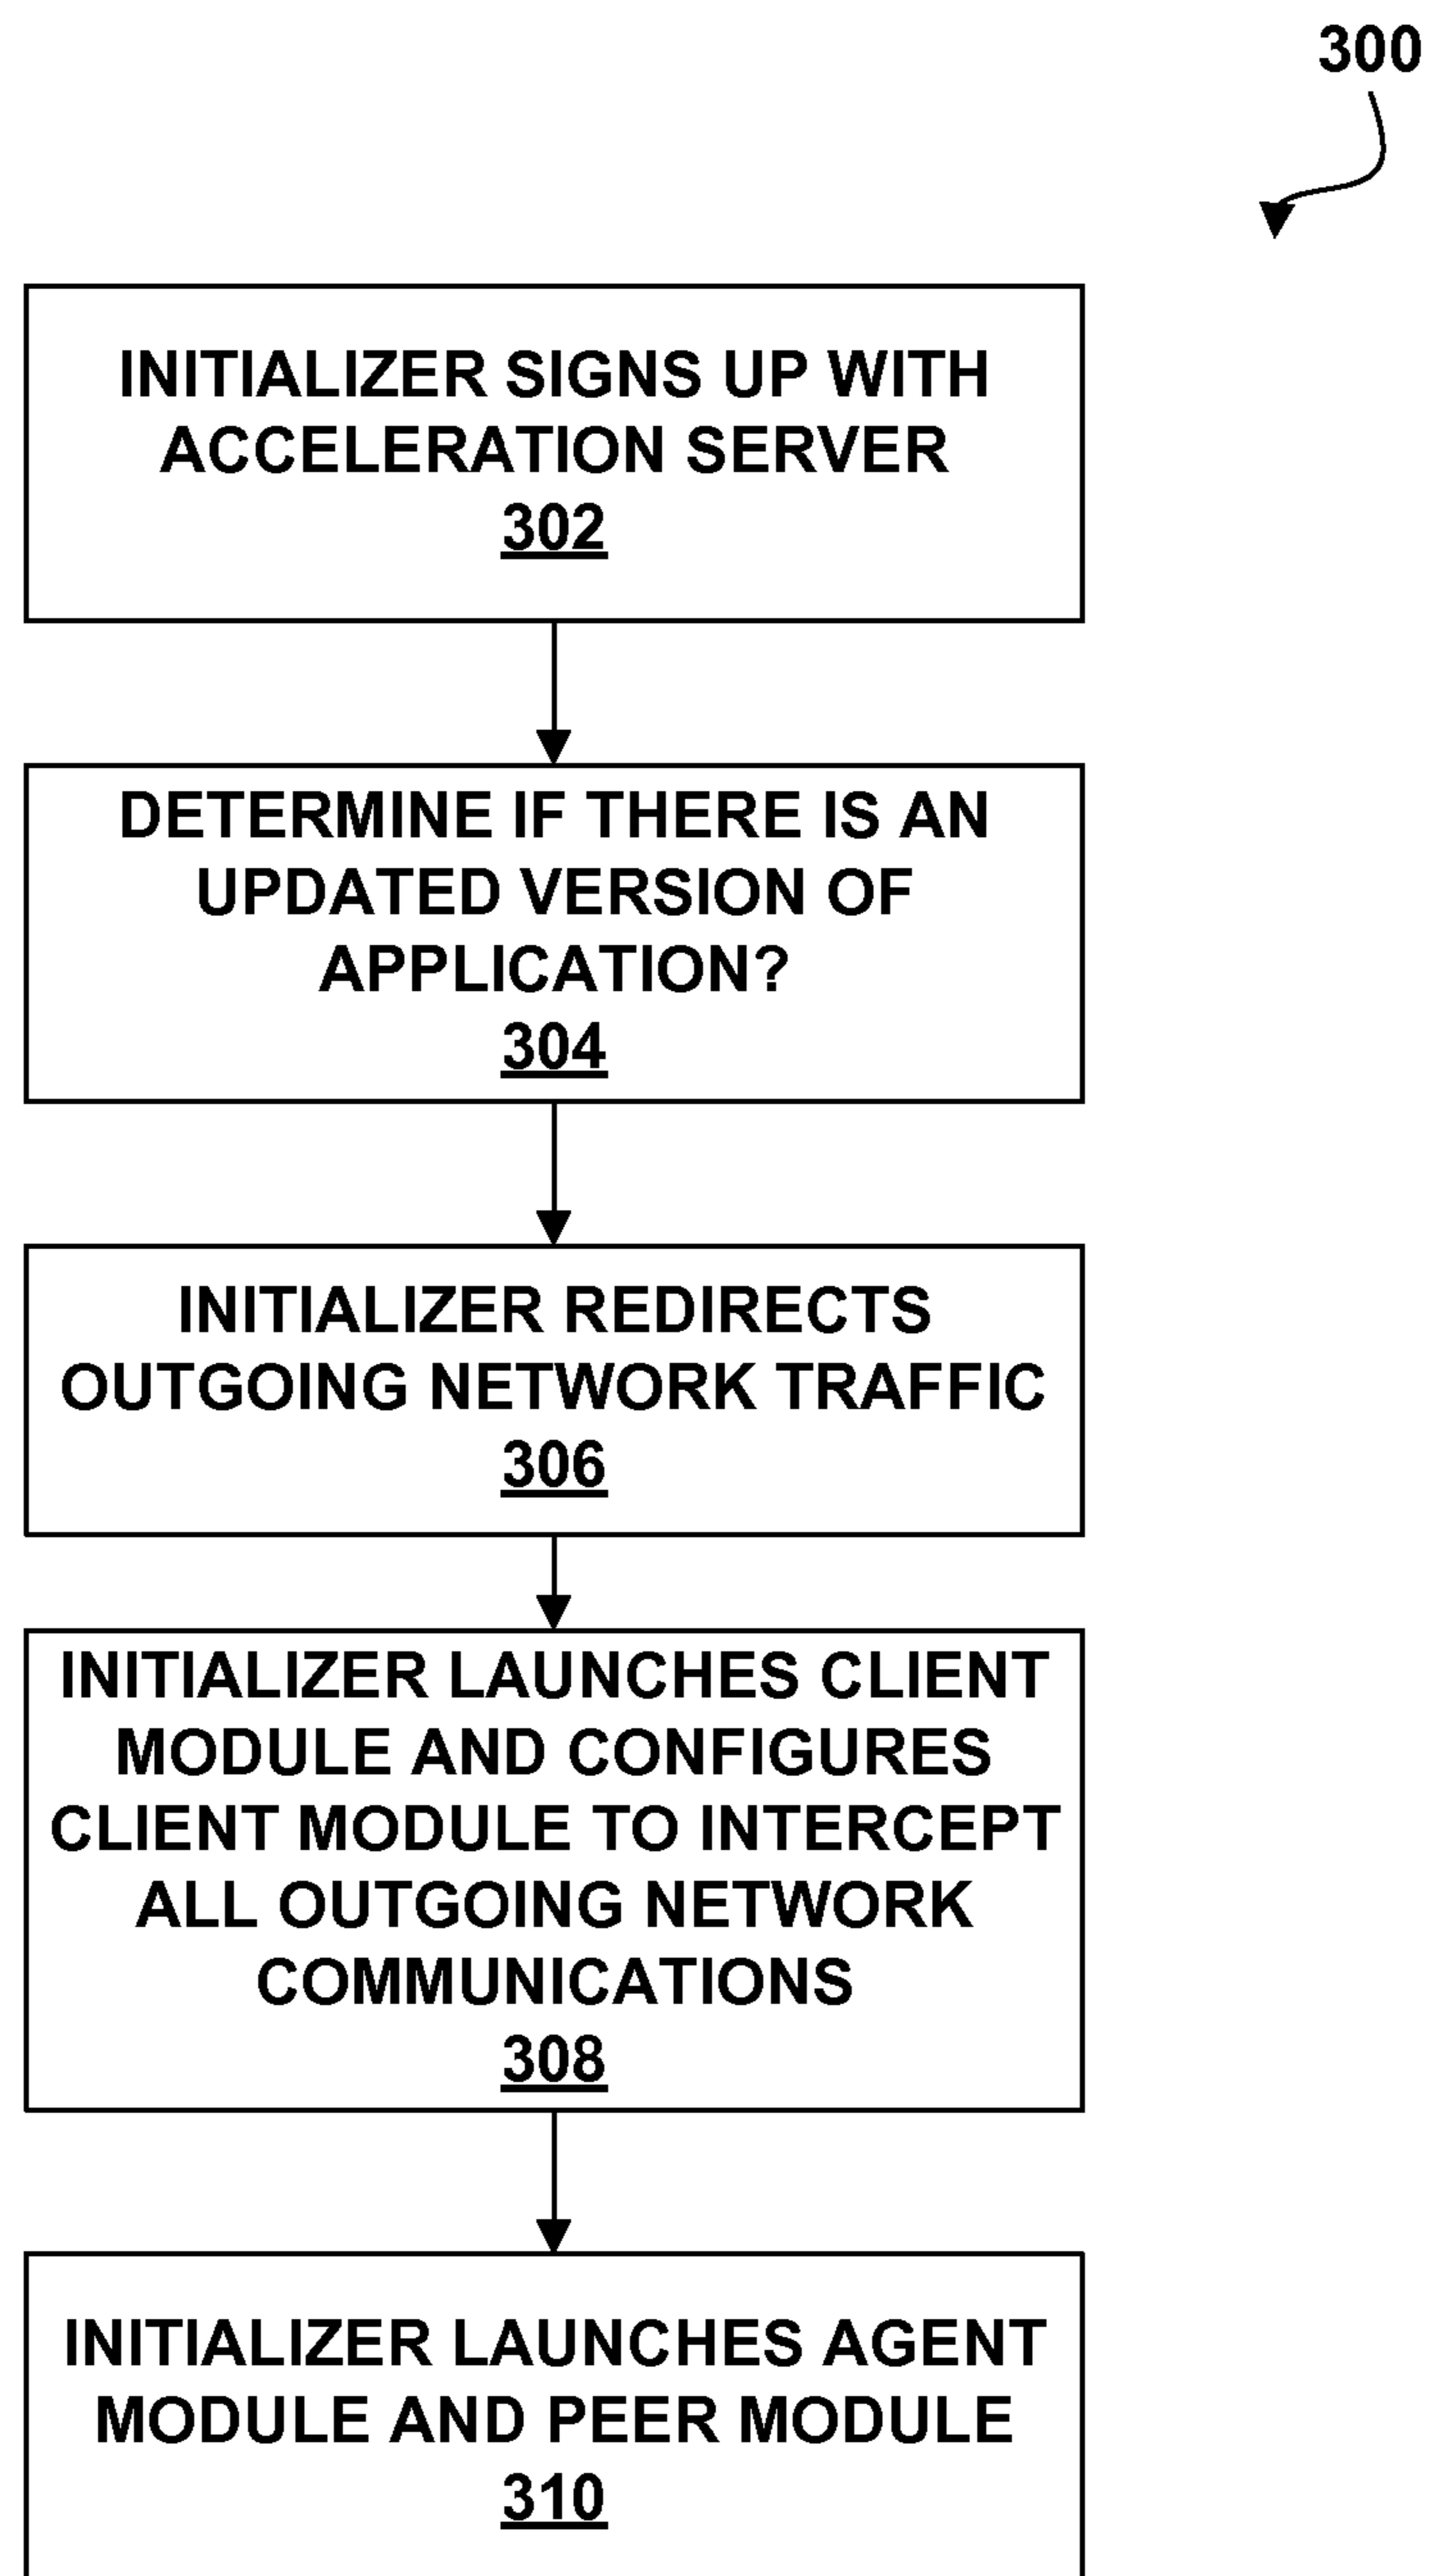 300
INITIALIZER SIGNS UP WITH
ACCELERATION SERVER
302
DETERMINE IF THERE IS AN
UPDATED VERSION OF
APPLICATION?
304
INITIALIZER REDIRECTS
OUTGOING NETWORK TRAFFIC
306
INITIALIZER LAUNCHES CLIENT
MODULE AND CONFIGURES
CLIENT MODULE TO INTERCEPT
ALL OUTGOING NETWORK
COMMUNICATIONS
308
INITIALIZER LAUNCHES AGENT
MODULE AND PEER MODULE
310